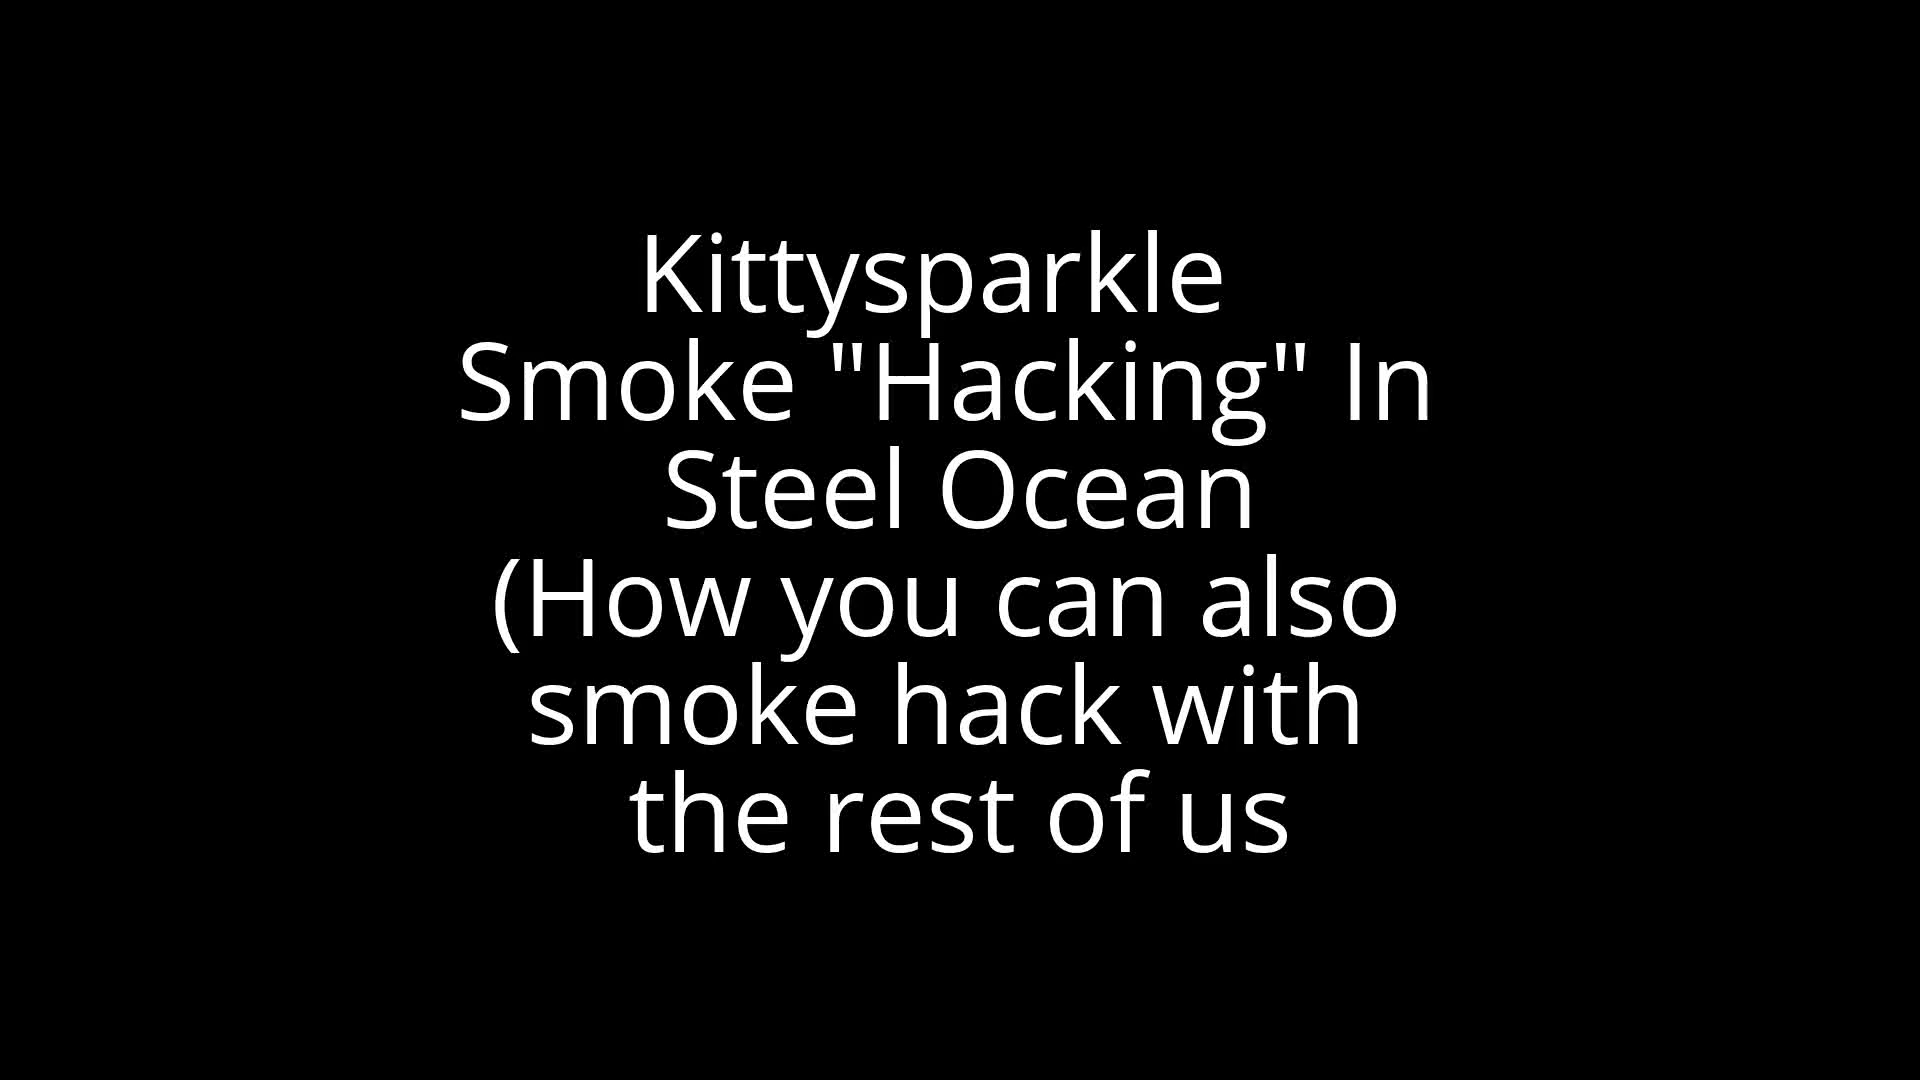 Kittysparkle
Smoke "Hacking" In
Steel Ocean
(How you can also
smoke hack with
the rest of us